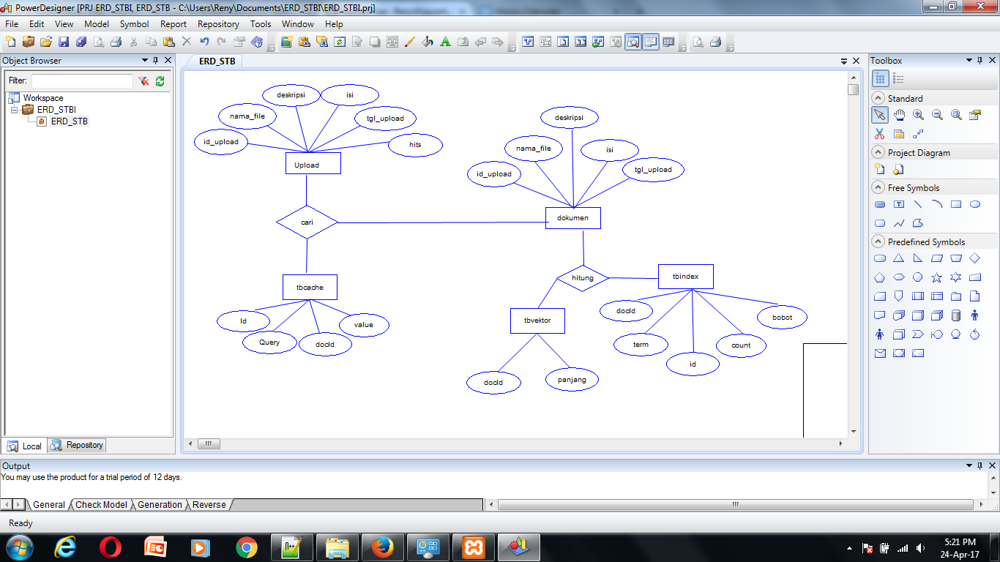 PowerDesigner [PRJ ERD_STBI, ERD_STB - C:\Users\Reny\Documents\ERD_STBI\ERD_STBI.prj]
File Edit View Model Symbol Report Repository Tools Window Help
Object Browser
Filter:
Workspace
ERD_STBI
ERD_STB
Local Repository
ERD_STB
deskripsi isi
nama_file tgl_upload
id_upload hits
Upload
cari
tbcache
Id value
Query docId
deskripsi
nama_file isi
id_upload tgl_upload
dokumen
hitung tbindex
tbvektor
docId bobot
term count
id
docId panjang
Toolbox
Standard
Project Diagram
Free Symbols
T
Predefined Symbols
Output
You may use the product for a trial period of 12 days.
General Check Model Generation Reverse
Ready
5:21 PM
24-Apr-17